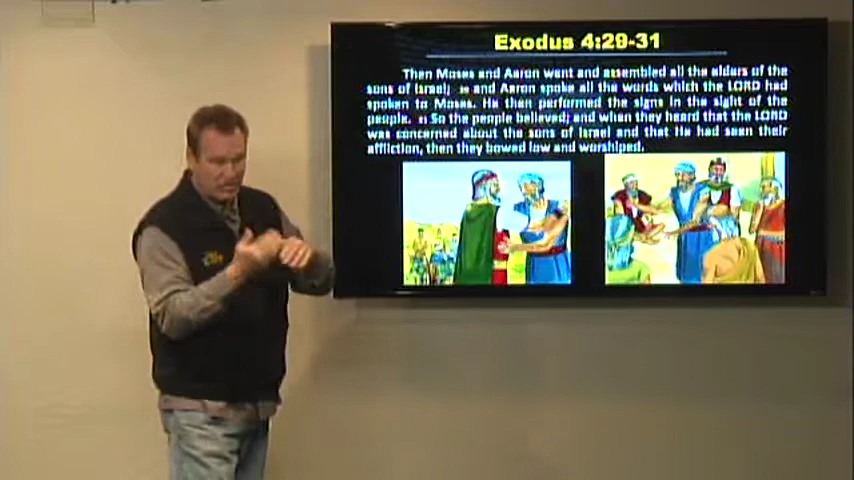 Exodus 4:29-31
Then Moses and Aaron went and assembled all the elders of the
sons of Israel; 30 and Aaron spoke all the words which the LORD had
spoken to Moses. He then performed the signs in the sight of the
people. 31 So the people believed; and when they heard that the LORD
was concerned about the sons of Israel and that He had seen their
affliction, then they bowed low and worshiped.